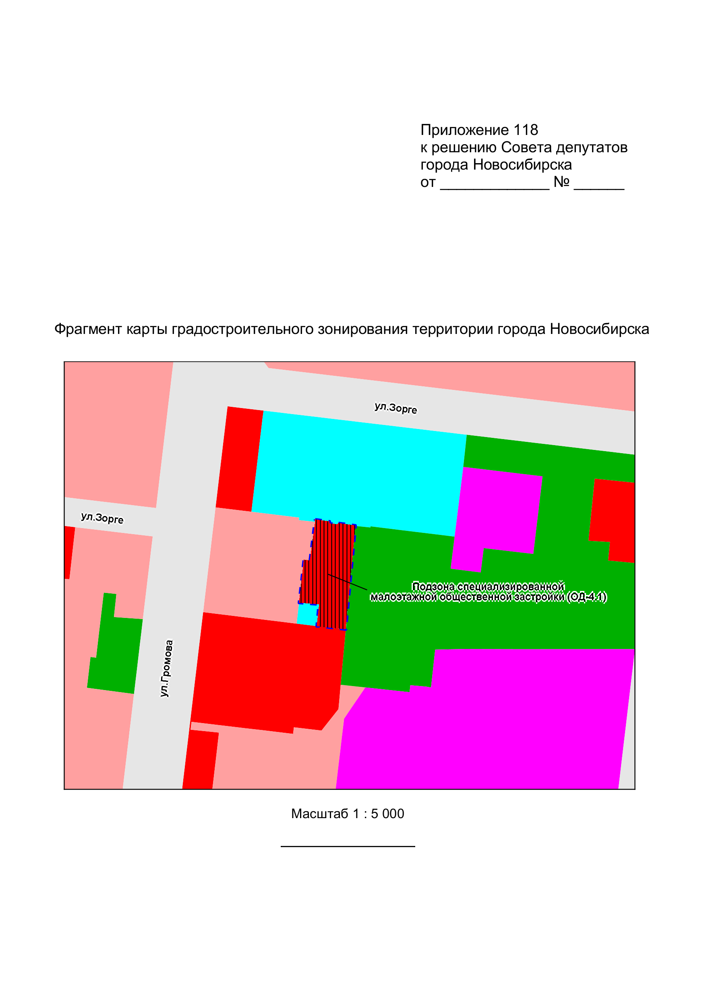 Приложение 118
к решению Совета депутатов
города Новосибирска
от _____________ № ______
Фрагмент карты градостроительного зонирования территории города Новосибирска
ул.Зорге
ул.Зорге
Подзона специализированной
малоэтажной общественной застройки (ОД-4.1)
ул.Громова
Масштаб 1 : 5 000